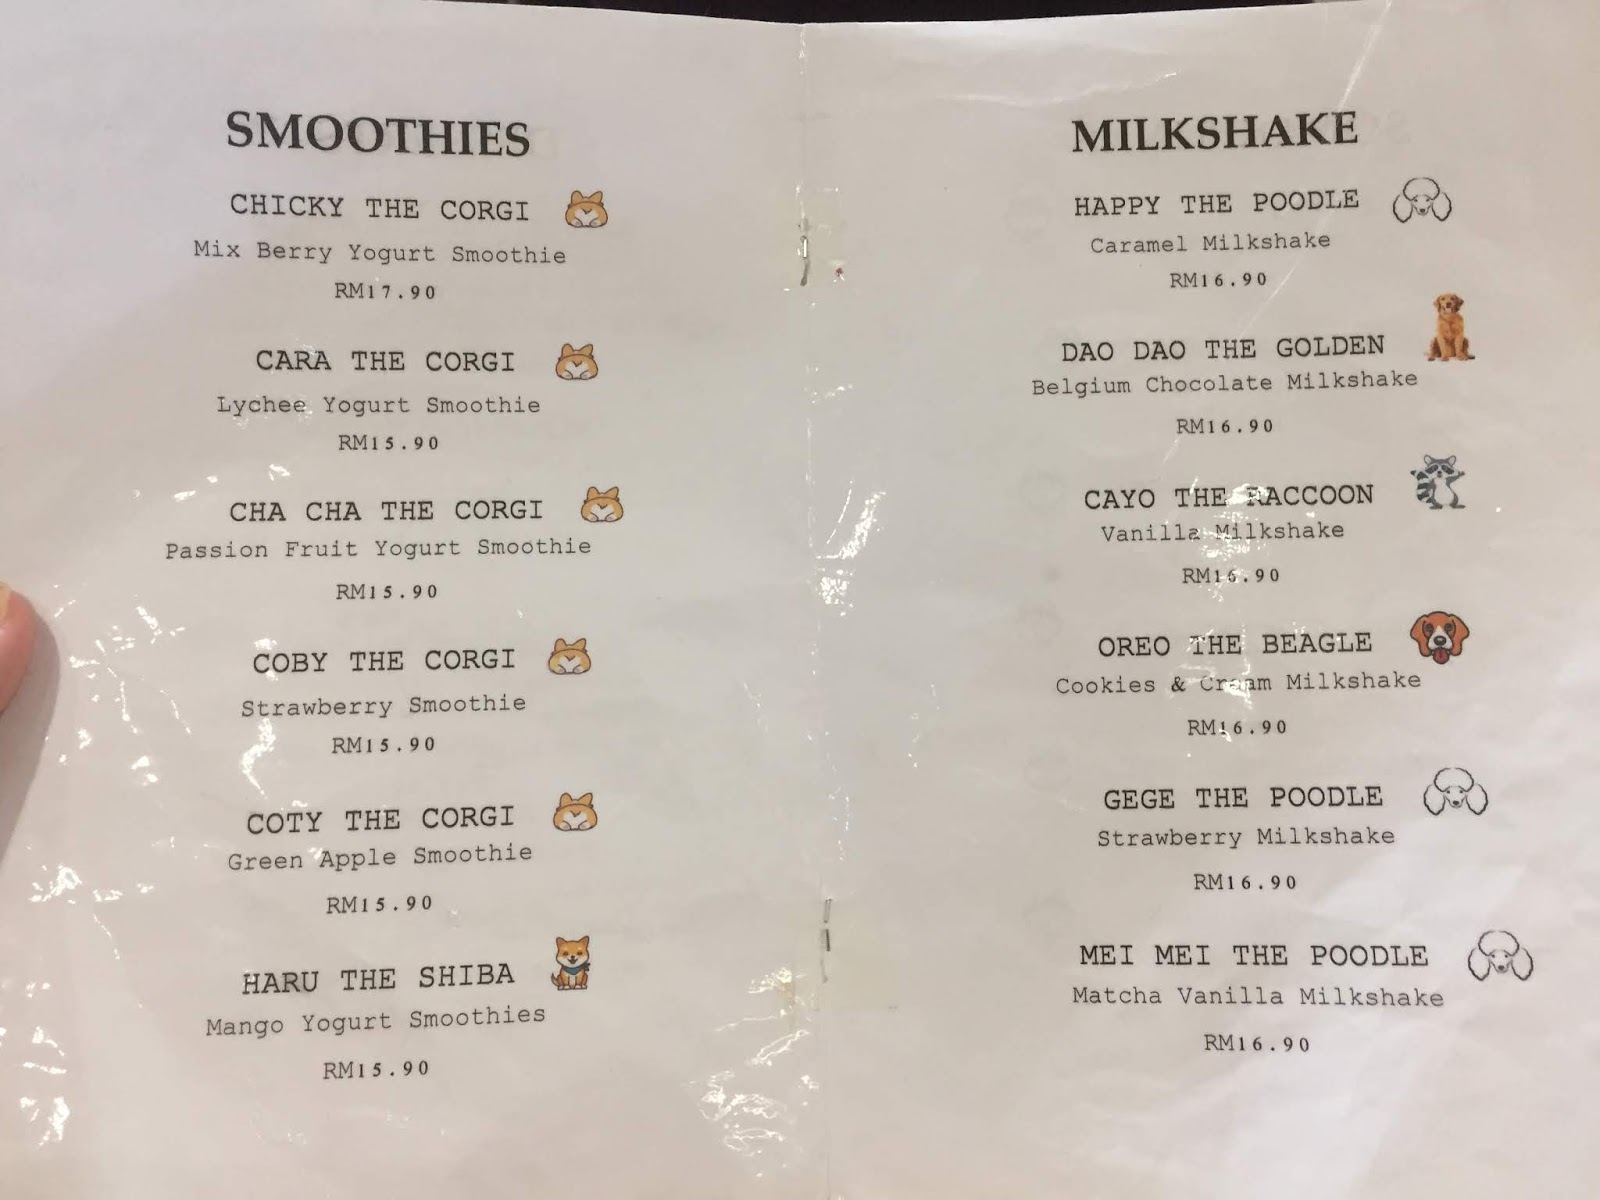 SMOOTHIES
CHICKY THE CORGI
Mix Berry Yogurt Smoothie
RM17.90
CARA THE CORGI
Lychee Yogurt Smoothie
RM15.90
CHA CHA THE CORGI
Passion Fruit Yogurt Smoothie
RM15.90
COBY THE CORGI
Strawberry Smoothie
RM15.90
COTY THE CORGI
Green Apple Smoothie
RM15.90
HARU THE SHIBA
Mango Yogurt Smoothies
RM15.90
MILKSHAKE
HAPPY THE POODLE
Caramel Milkshake
RM16.90
DAO DAO THE GOLDEN
Belgium Chocolate Milkshake
RM16.90
CAYO THE RACCOON
Vanilla Milkshake
RM16.90
OREO THE BEAGLE
Cookies & Cream Milkshake
RM16.90
GEGE THE POODLE
Strawberry Milkshake
RM16.90
MEI MEI THE POODLE
Matcha Vanilla Milkshake
RM16.90